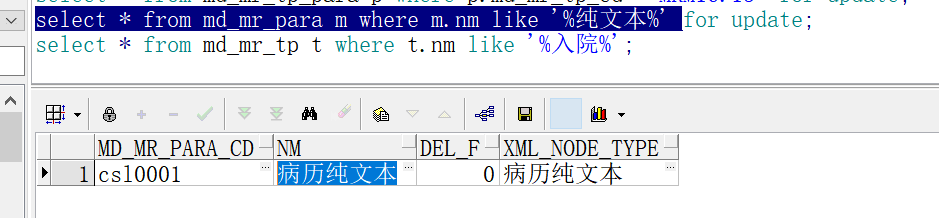 select * from md_mr_para m where m.nm like '%纯文本%' for update;
select * from md_mr_tp t where t.nm like '%入院%';
MD_MR_PARA_CD NM DEL_F XML_NODE_TYPE
1 csl0001 病历纯文本 0 病历纯文本